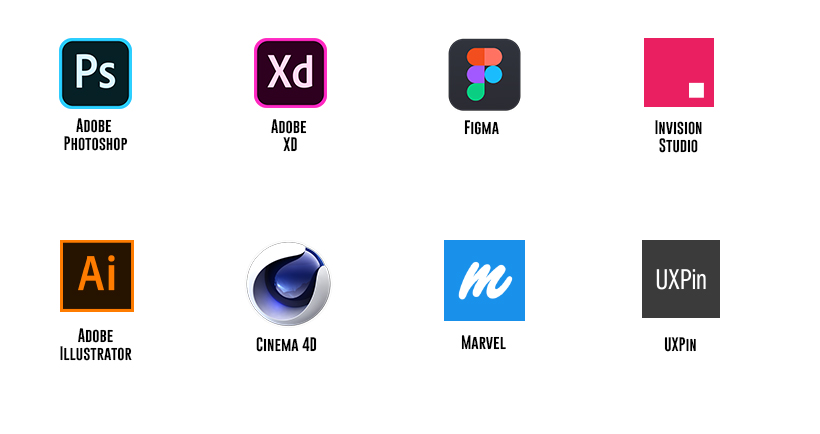 Ps
Xd
ADOBE
PHOTOSHOP
ADOBE
XD
FIGMA
INVISION
STUDIO
Ai
m
UXPin
ADOBE
ILLUSTRATOR
CINEMA 4D
MARVEL
UXPIN